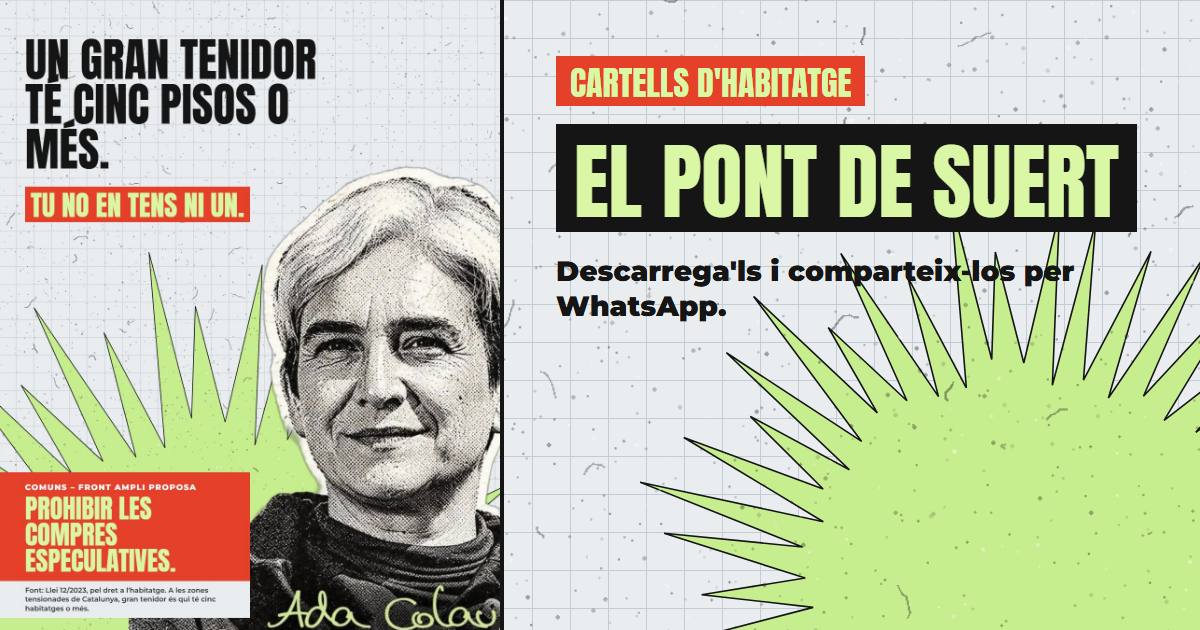 UN GRAN TENIDOR
TÉ CINC PISOS O
MÉS.
TU NO EN TENS NI UN.
COMUNS – FRONT AMPLI PROPOSA
PROHIBIR LES
COMPRES
ESPECULATIVES.
Font: Llei 12/2023, pel dret a l'habitatge. A les zones
tensionades de Catalunya, gran tenidor és qui té cinc
habitatges o més.
Ada Colau
CARTELLS D'HABITATGE
EL PONT DE SUERT
Descarrega'ls i comparteix-los per
WhatsApp.